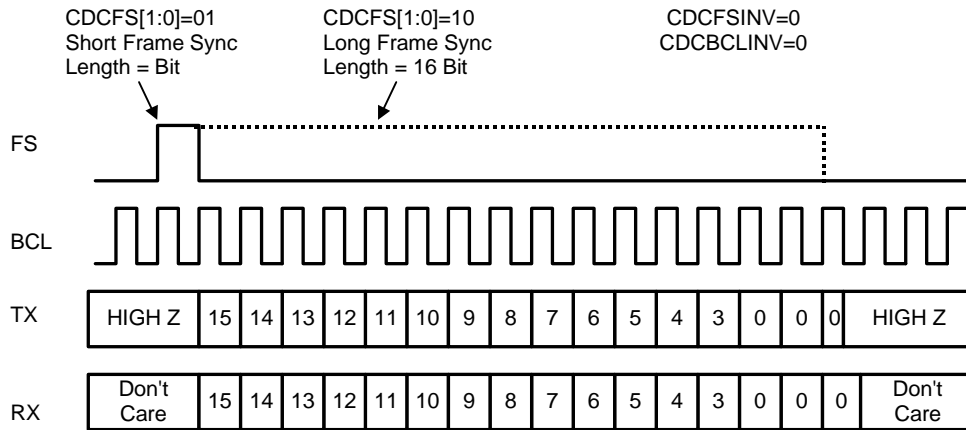 CDCFS[1:0]=01
Short Frame Sync
Length = Bit
CDCFS[1:0]=10
Long Frame Sync
Length = 16 Bit
CDCFSINV=0
CDCBCLINV=0
FS
BCL
TX
HIGH Z 15 14 13 12 11 10 9 8 7 6 5 4 3 0 0 0 HIGH Z
RX
Don't
Care
15 14 13 12 11 10 9 8 7 6 5 4 3 0 0 0
Don't
Care